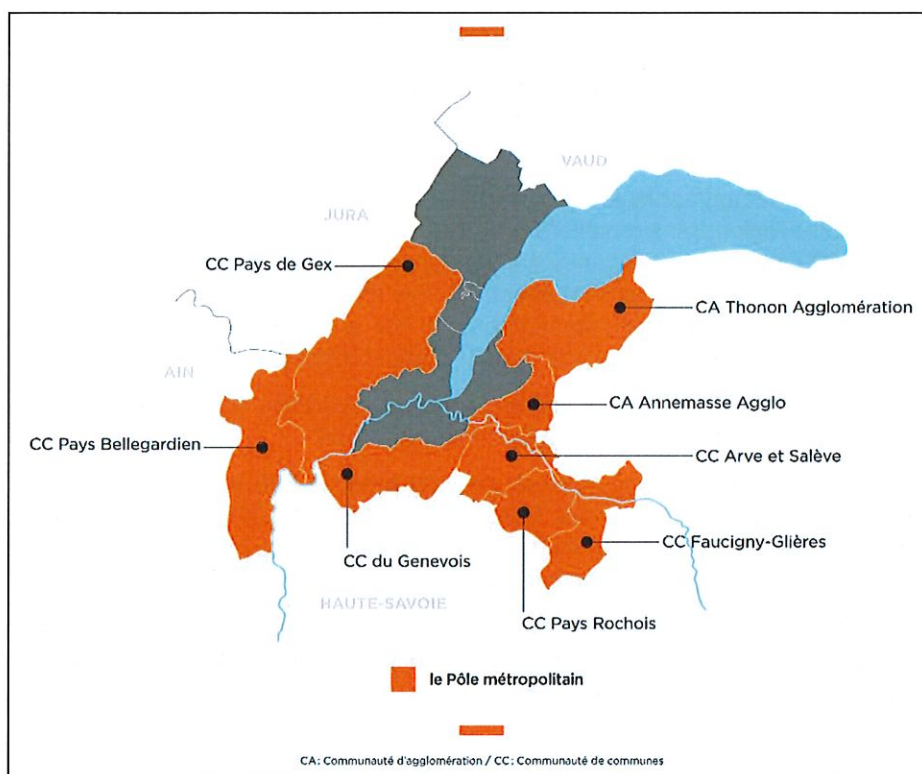 VAUD
JURA
CC Pays de Gex
CA Thonon Agglomération
AIN
CA Annemasse Agglo
CC Pays Bellegardien
CC Arve et Salève
CC du Genevois
CC Faucigny-Glières
HAUTE-SAVOIE
CC Pays Rochois
le Pôle métropolitain
CA: Communauté d'agglomération / CC: Communauté de communes